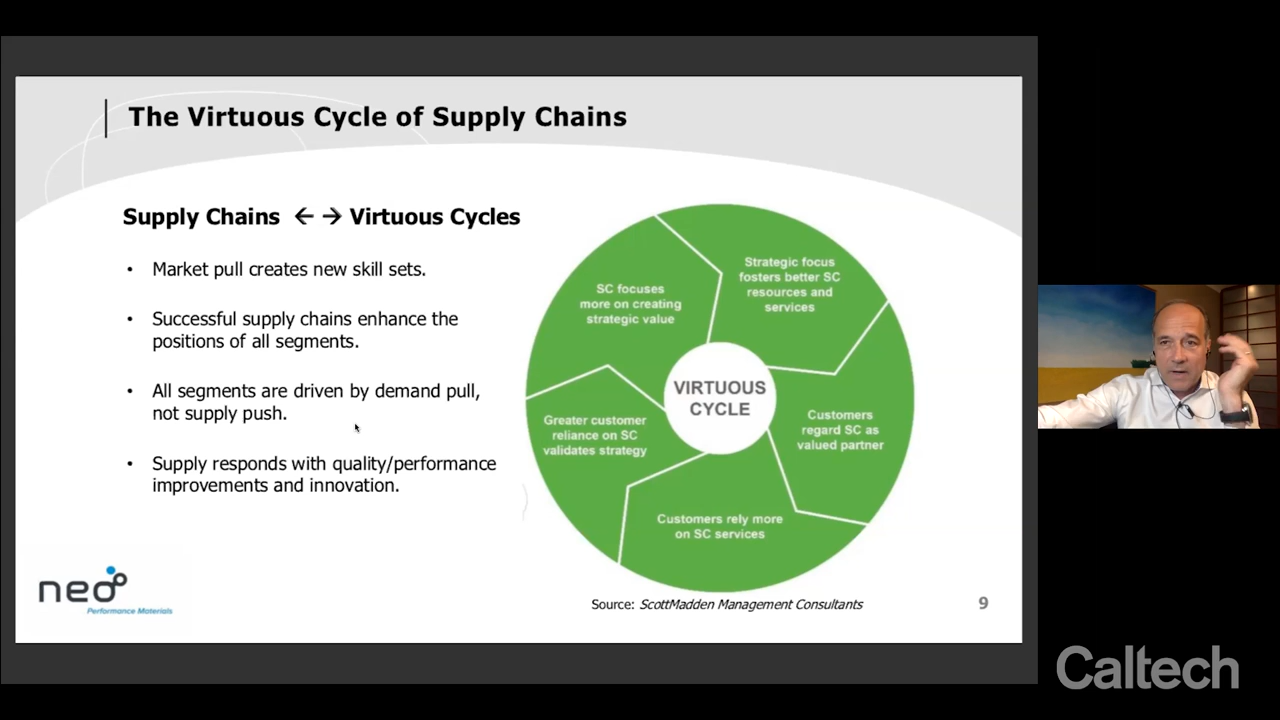 The Virtuous Cycle of Supply Chains
Supply Chains ← → Virtuous Cycles
• Market pull creates new skill sets.
• Successful supply chains enhance the
positions of all segments.
• All segments are driven by demand pull,
not supply push.
• Supply responds with quality/performance
improvements and innovation.
Strategic focus
fosters better SC
resources and
services
Customers
regard SC as
valued partner
Customers rely more
on SC services
Greater customer
reliance on SC
validates strategy
SC focuses
more on creating
strategic value
VIRTUOUS
CYCLE
Source: ScottMadden Management Consultants
9
neo
Performance Materials
Caltech